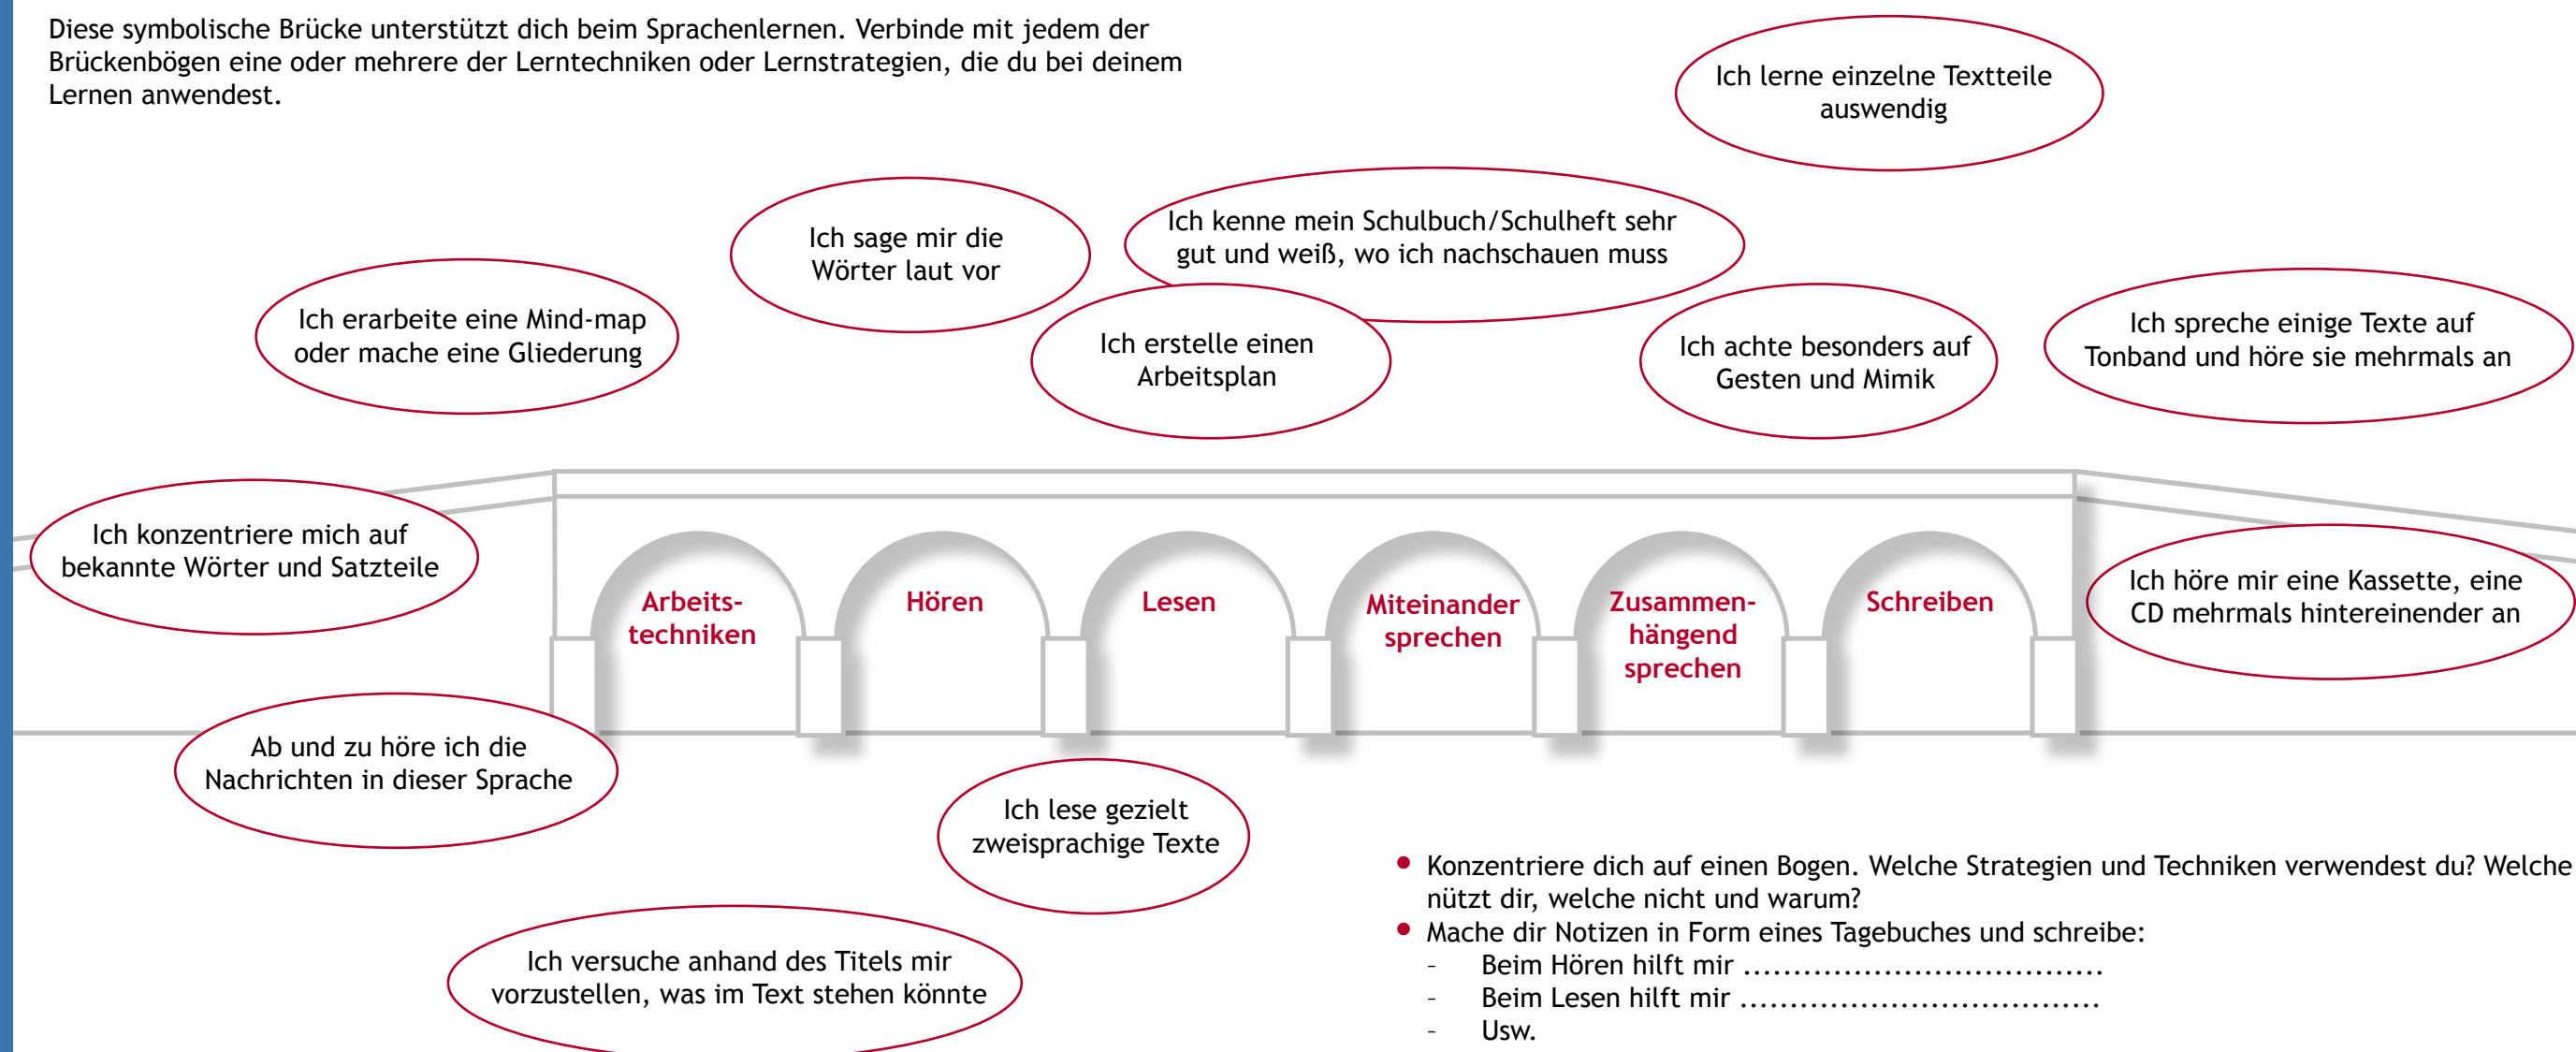 Diese symbolische Brücke unterstützt dich beim Sprachenlernen. Verbinde mit jedem der
Brückenbögen eine oder mehrere der Lerntechniken oder Lernstrategien, die du bei deinem
Lernen anwendest.
Ich lerne einzelne Textteile
auswendig
Ich sage mir die
Wörter laut vor
Ich kenne mein Schulbuch/Schulheft sehr
gut und weiß, wo ich nachschauen muss
Ich erarbeite eine Mind-map
oder mache eine Gliederung
Ich erstelle einen
Arbeitsplan
Ich achte besonders auf
Gesten und Mimik
Ich spreche einige Texte auf
Tonband und höre sie mehrmals an
Ich konzentriere mich auf
bekannte Wörter und Satzteile
Arbeits-
techniken
Hören
Lesen
Miteinander
sprechen
Zusammen-
hängend
sprechen
Schreiben
Ich höre mir eine Kassette, eine
CD mehrmals hintereinender an
Ab und zu höre ich die
Nachrichten in dieser Sprache
Ich lese gezielt
zweisprachige Texte
Ich versuche anhand des Titels mir
vorzustellen, was im Text stehen könnte
• Konzentriere dich auf einen Bogen. Welche Strategien und Techniken verwendest du? Welche
nützt dir, welche nicht und warum?
• Mache dir Notizen in Form eines Tagebuches und schreibe:
- Beim Hören hilft mir ....................................
- Beim Lesen hilft mir ....................................
- Usw.